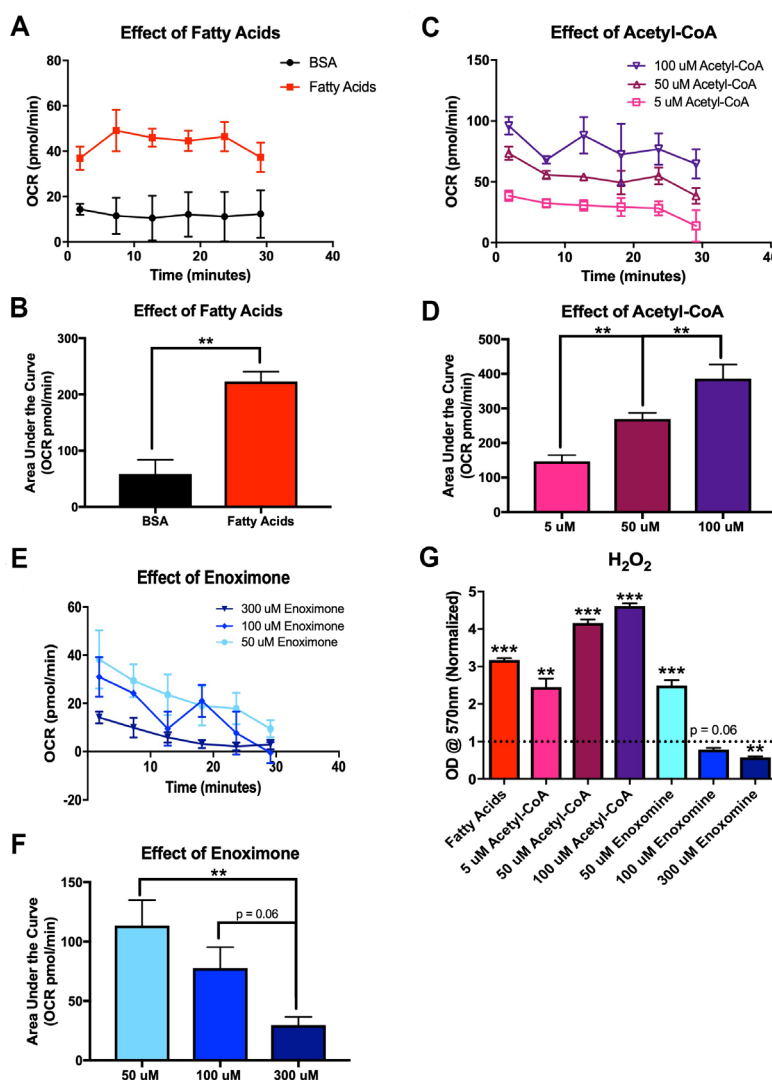 A
Effect of Fatty Acids
BSA
Fatty Acids
OCR (pmol/min)
60
40
20
0
0 10 20 30 40
Time (minutes)
B
Effect of Fatty Acids
Area Under the Curve
(OCR pmol/min)
300
200
100
0
**
BSA Fatty Acids
C
Effect of Acetyl-CoA
100 uM Acetyl-CoA
50 uM Acetyl-CoA
5 uM Acetyl-CoA
OCR (pmol/min)
150
100
50
0
0 10 20 30 40
Time (minutes)
D
Effect of Acetyl-CoA
Area Under the Curve
(OCR pmol/min)
500
400
300
200
100
0
** **
5 uM 50 uM 100 uM
E
Effect of Enoximone
300 uM Enoximone
100 uM Enoximone
50 uM Enoximone
OCR (pmol/min)
60
40
20
0
-20
10 20 30 40
Time (minutes)
F
Effect of Enoximone
Area Under the Curve
(OCR pmol/min)
150
100
50
0
**
p = 0.06
50 uM 100 uM 300 uM
G
H2O2
OD @ 570nm (Normalized)
5
4
3
2
1
0
*** ** *** *** *** p = 0.06 **
Fatty Acids
5 uM Acetyl-CoA
50 uM Acetyl-CoA
100 uM Acetyl-CoA
50 uM Enoxomine
100 uM Enoxomine
300 uM Enoxomine